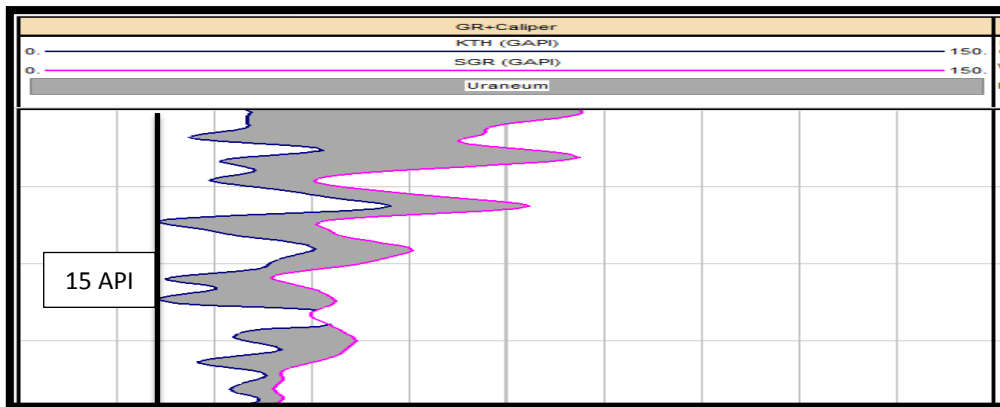 GR+Caliper
KTH (GAPI)
0. 150.
SGR (GAPI)
0. 150.
Uraneum
15 API